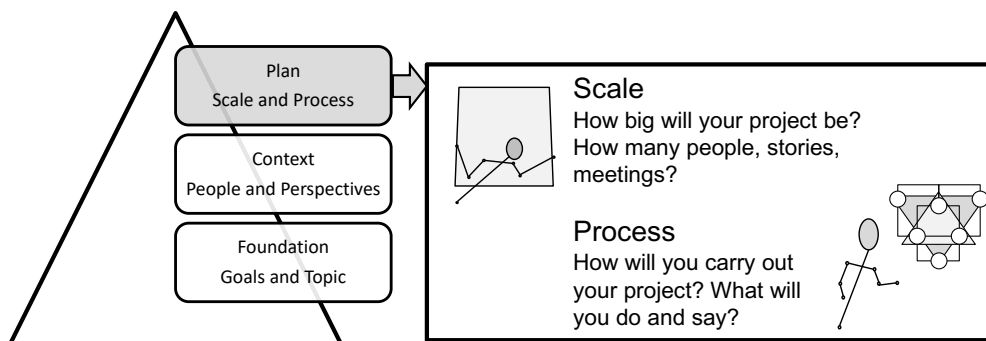 Plan
Scale and Process
Context
People and Perspectives
Foundation
Goals and Topic
Scale
How big will your project be?
How many people, stories,
meetings?
Process
How will you carry out
your project? What will
you do and say?